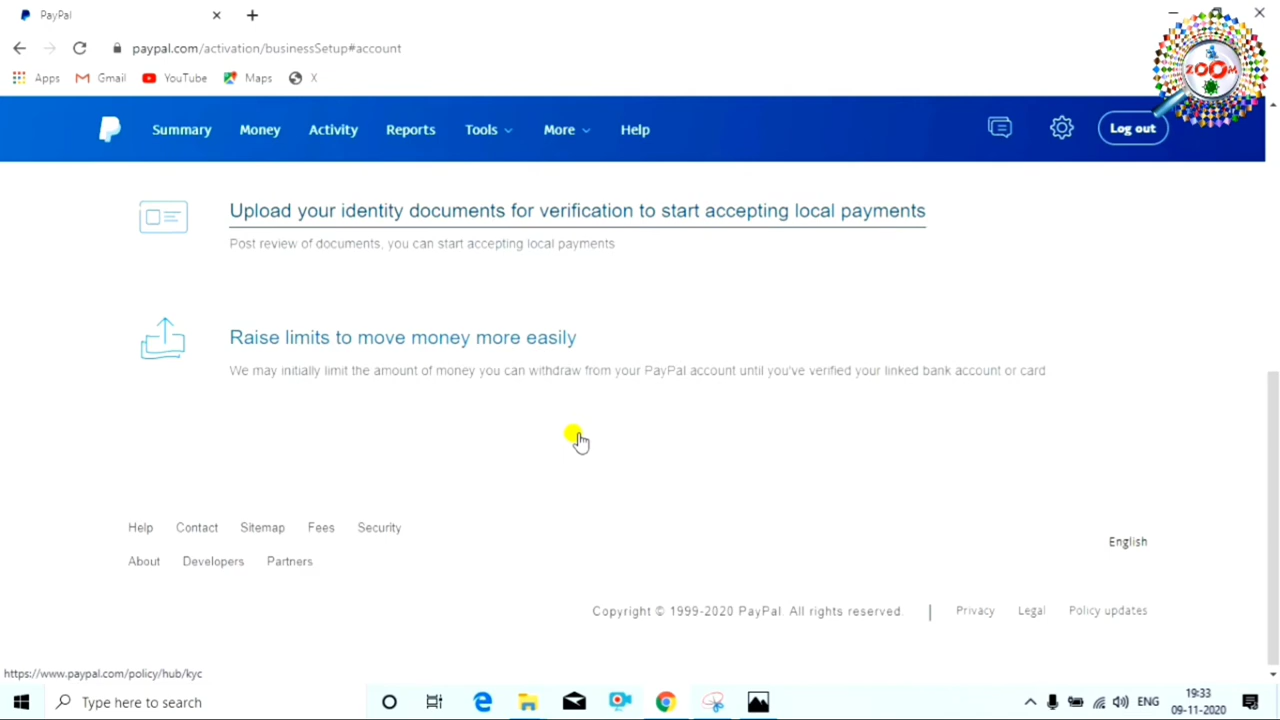 PayPal
paypal.com/activation/businessSetup#account
Apps Gmail YouTube Maps X
ZOOM
Summary Money Activity Reports Tools More Help Log out
Upload your identity documents for verification to start accepting local payments
Post review of documents, you can start accepting local payments
Raise limits to move money more easily
We may initially limit the amount of money you can withdraw from your PayPal account until you've verified your linked bank account or card
Help Contact Sitemap Fees Security
English
About Developers Partners
Copyright © 1999-2020 PayPal. All rights reserved. | Privacy Legal Policy updates
https://www.paypal.com/policy/hub/kyc
Type here to search
ENG
19:33
09-11-2020